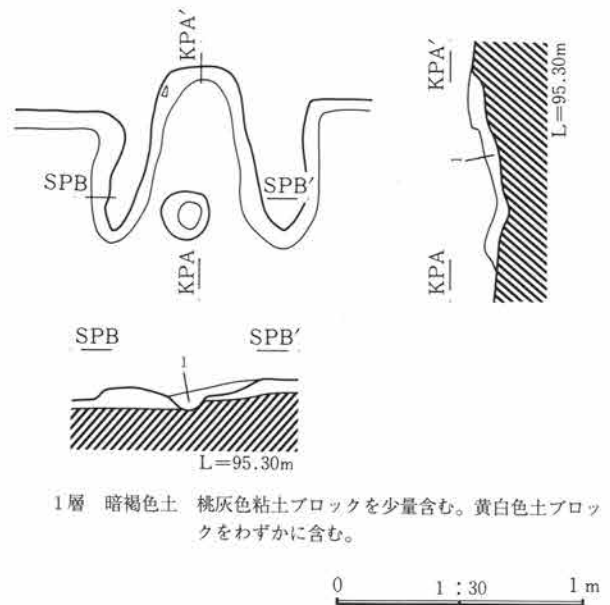 KPA′
SPB
SPB′
KPA
KPA′
L=95.30m
1
KPA
SPB
SPB′
1
L=95.30m
1層 暗褐色土 桃灰色粘土ブロックを少量含む。黄白色土ブロッ
クをわずかに含む。
0 1:30 1m